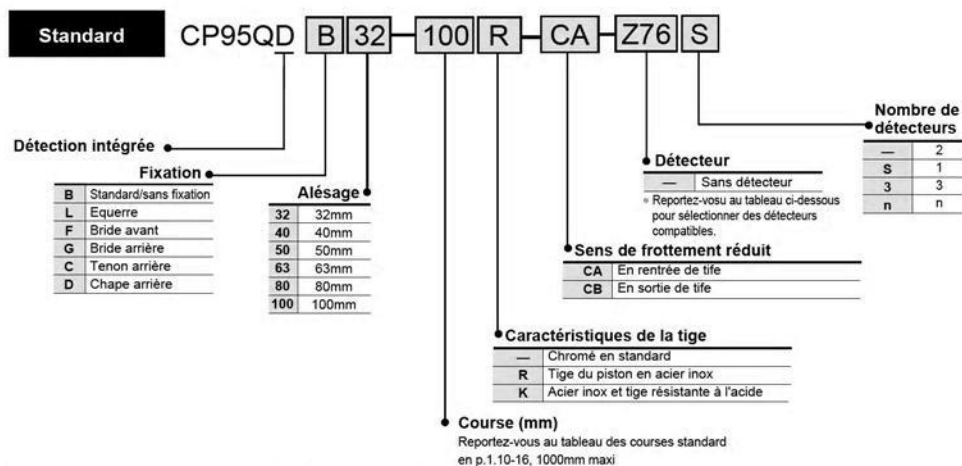 Standard
CP95QD B 32 - 100 R - CA - Z76 S
Détection intégrée
Fixation
B Standard/sans fixation
L Equerre
F Bride avant
G Bride arrière
C Tenon arrière
D Chape arrière
Alésage
32 32mm
40 40mm
50 50mm
63 63mm
80 80mm
100 100mm
Nombre de
détecteurs
— 2
S 1
3 3
n n
Détecteur
— Sans détecteur
Reportez-vosu au tableau ci-dessous
pour sélectionner des détecteurs
compatibles.
Sens de frottement réduit
CA En rentrée de tife
CB En sortie de tife
Caractéristiques de la tige
— Chromé en standard
R Tige du piston en acier inox
K Acier inox et tige résistante à l'acide
Course (mm)
Reportez-vous au tableau des courses standard
en p.1.10-16, 1000mm maxi